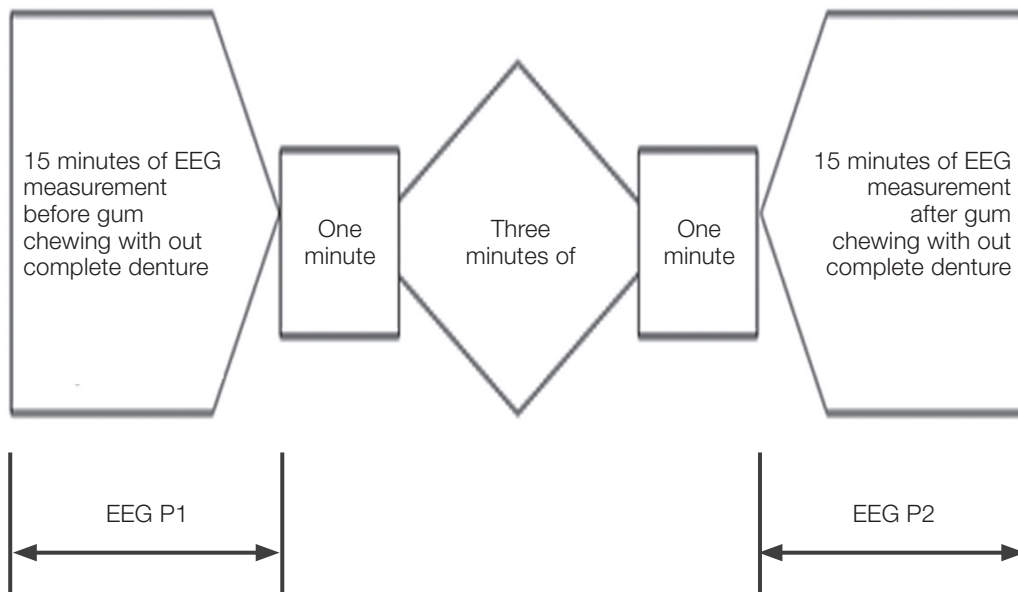 15 minutes of EEG
measurement
before gum
chewing with out
complete denture
One
minute
Three
minutes of
One
minute
15 minutes of EEG
measurement
after gum
chewing with out
complete denture
EEG P1
EEG P2